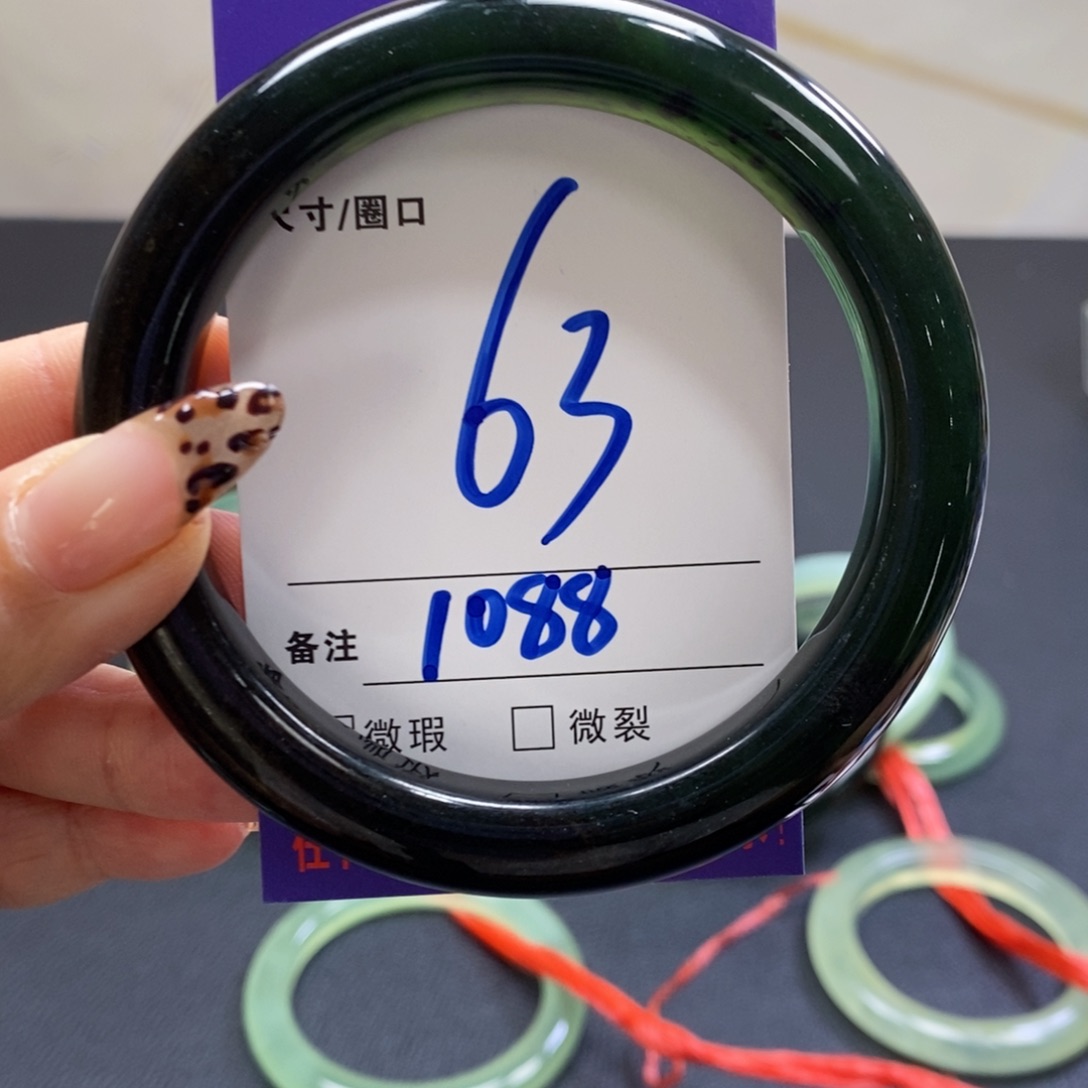 寸/圈口
63
1088
备注
微瑕 □ 微裂